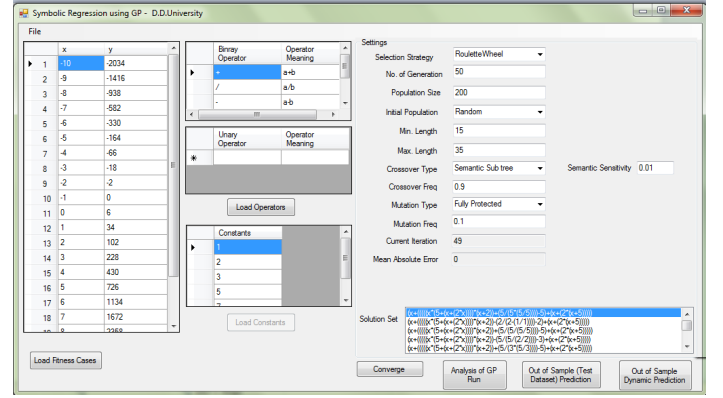 Symbolic Regression using GP - D.D.University
File
x y
1 -10 -2034
2 -9 -1416
3 -8 -938
4 -7 -582
5 -6 -330
6 -5 -164
7 -4 -66
8 -3 -18
9 -2 -2
10 -1 0
11 0 6
12 1 34
13 2 102
14 3 228
15 4 430
16 5 726
17 6 1134
18 7 1672
8 2368
Load Fitness Cases
Binray Operator
Operator Meaning
+ a+b
/ a/b
- a-b
Unary Operator
Operator Meaning
Load Operators
Constants
1
2
3
5
Load Constants
Settings
Selection Strategy RouletteWheel
No. of Generation 50
Population Size 200
Initial Population Random
Min. Length 15
Max. Length 35
Crossover Type Semantic Sub tree Semantic Sensitivity 0.01
Crossover Freq 0.9
Mutation Type Fully Protected
Mutation Freq 0.1
Current Iteration 49
Mean Absolute Error 0
Solution Set
Converge
Analysis of GP Run
Out of Sample (Test Dataset) Prediction
Out of Sample Dynamic Prediction